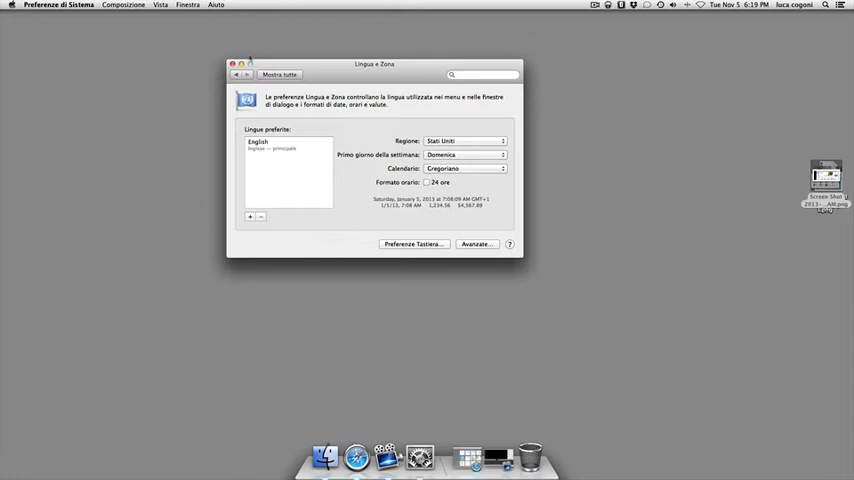 Preferenze di Sistema Composizione Vista Finestra Aiuto
Tue Nov 5 6:19 PM luca cogoni
Lingua e Zona
Mostra tutte
Le preferenze Lingua e Zona controllano la lingua utilizzata nei menu e nelle finestre
di dialogo e i formati di date, orari e valute.
Lingue preferite:
English
Inglese — principale
Regione: Stati Uniti
Primo giorno della settimana: Domenica
Calendario: Gregoriano
Formato orario: 24 ore
Saturday, January 5, 2013 at 7:08:09 AM GMT+1
1/5/13, 7:08 AM 1,234.56 $4,567.89
+ −
Preferenze Tastiera... Avanzate... ?
Screen Shot
2013-...AM.png